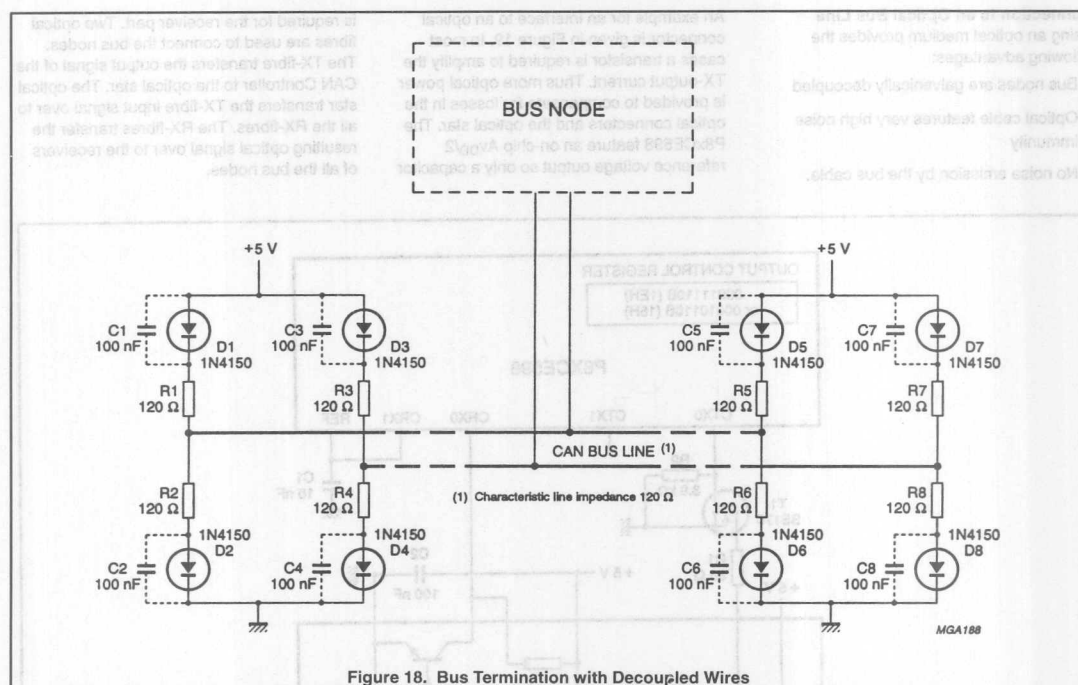 BUS NODE
+5 V
+5 V
C1
100 nF
D1
1N4150
C3
100 nF
D3
1N4150
C5
100 nF
D5
1N4150
C7
100 nF
D7
1N4150
R1
120 Ω
R3
120 Ω
R5
120 Ω
R7
120 Ω
CAN BUS LINE (1)
R2
120 Ω
R4
120 Ω
(1) Characteristic line impedance 120 Ω
R6
120 Ω
R8
120 Ω
1N4150
D2
C2
100 nF
1N4150
D4
C4
100 nF
1N4150
D6
C6
100 nF
1N4150
D8
C8
100 nF
MGA188
Figure 18. Bus Termination with Decoupled Wires